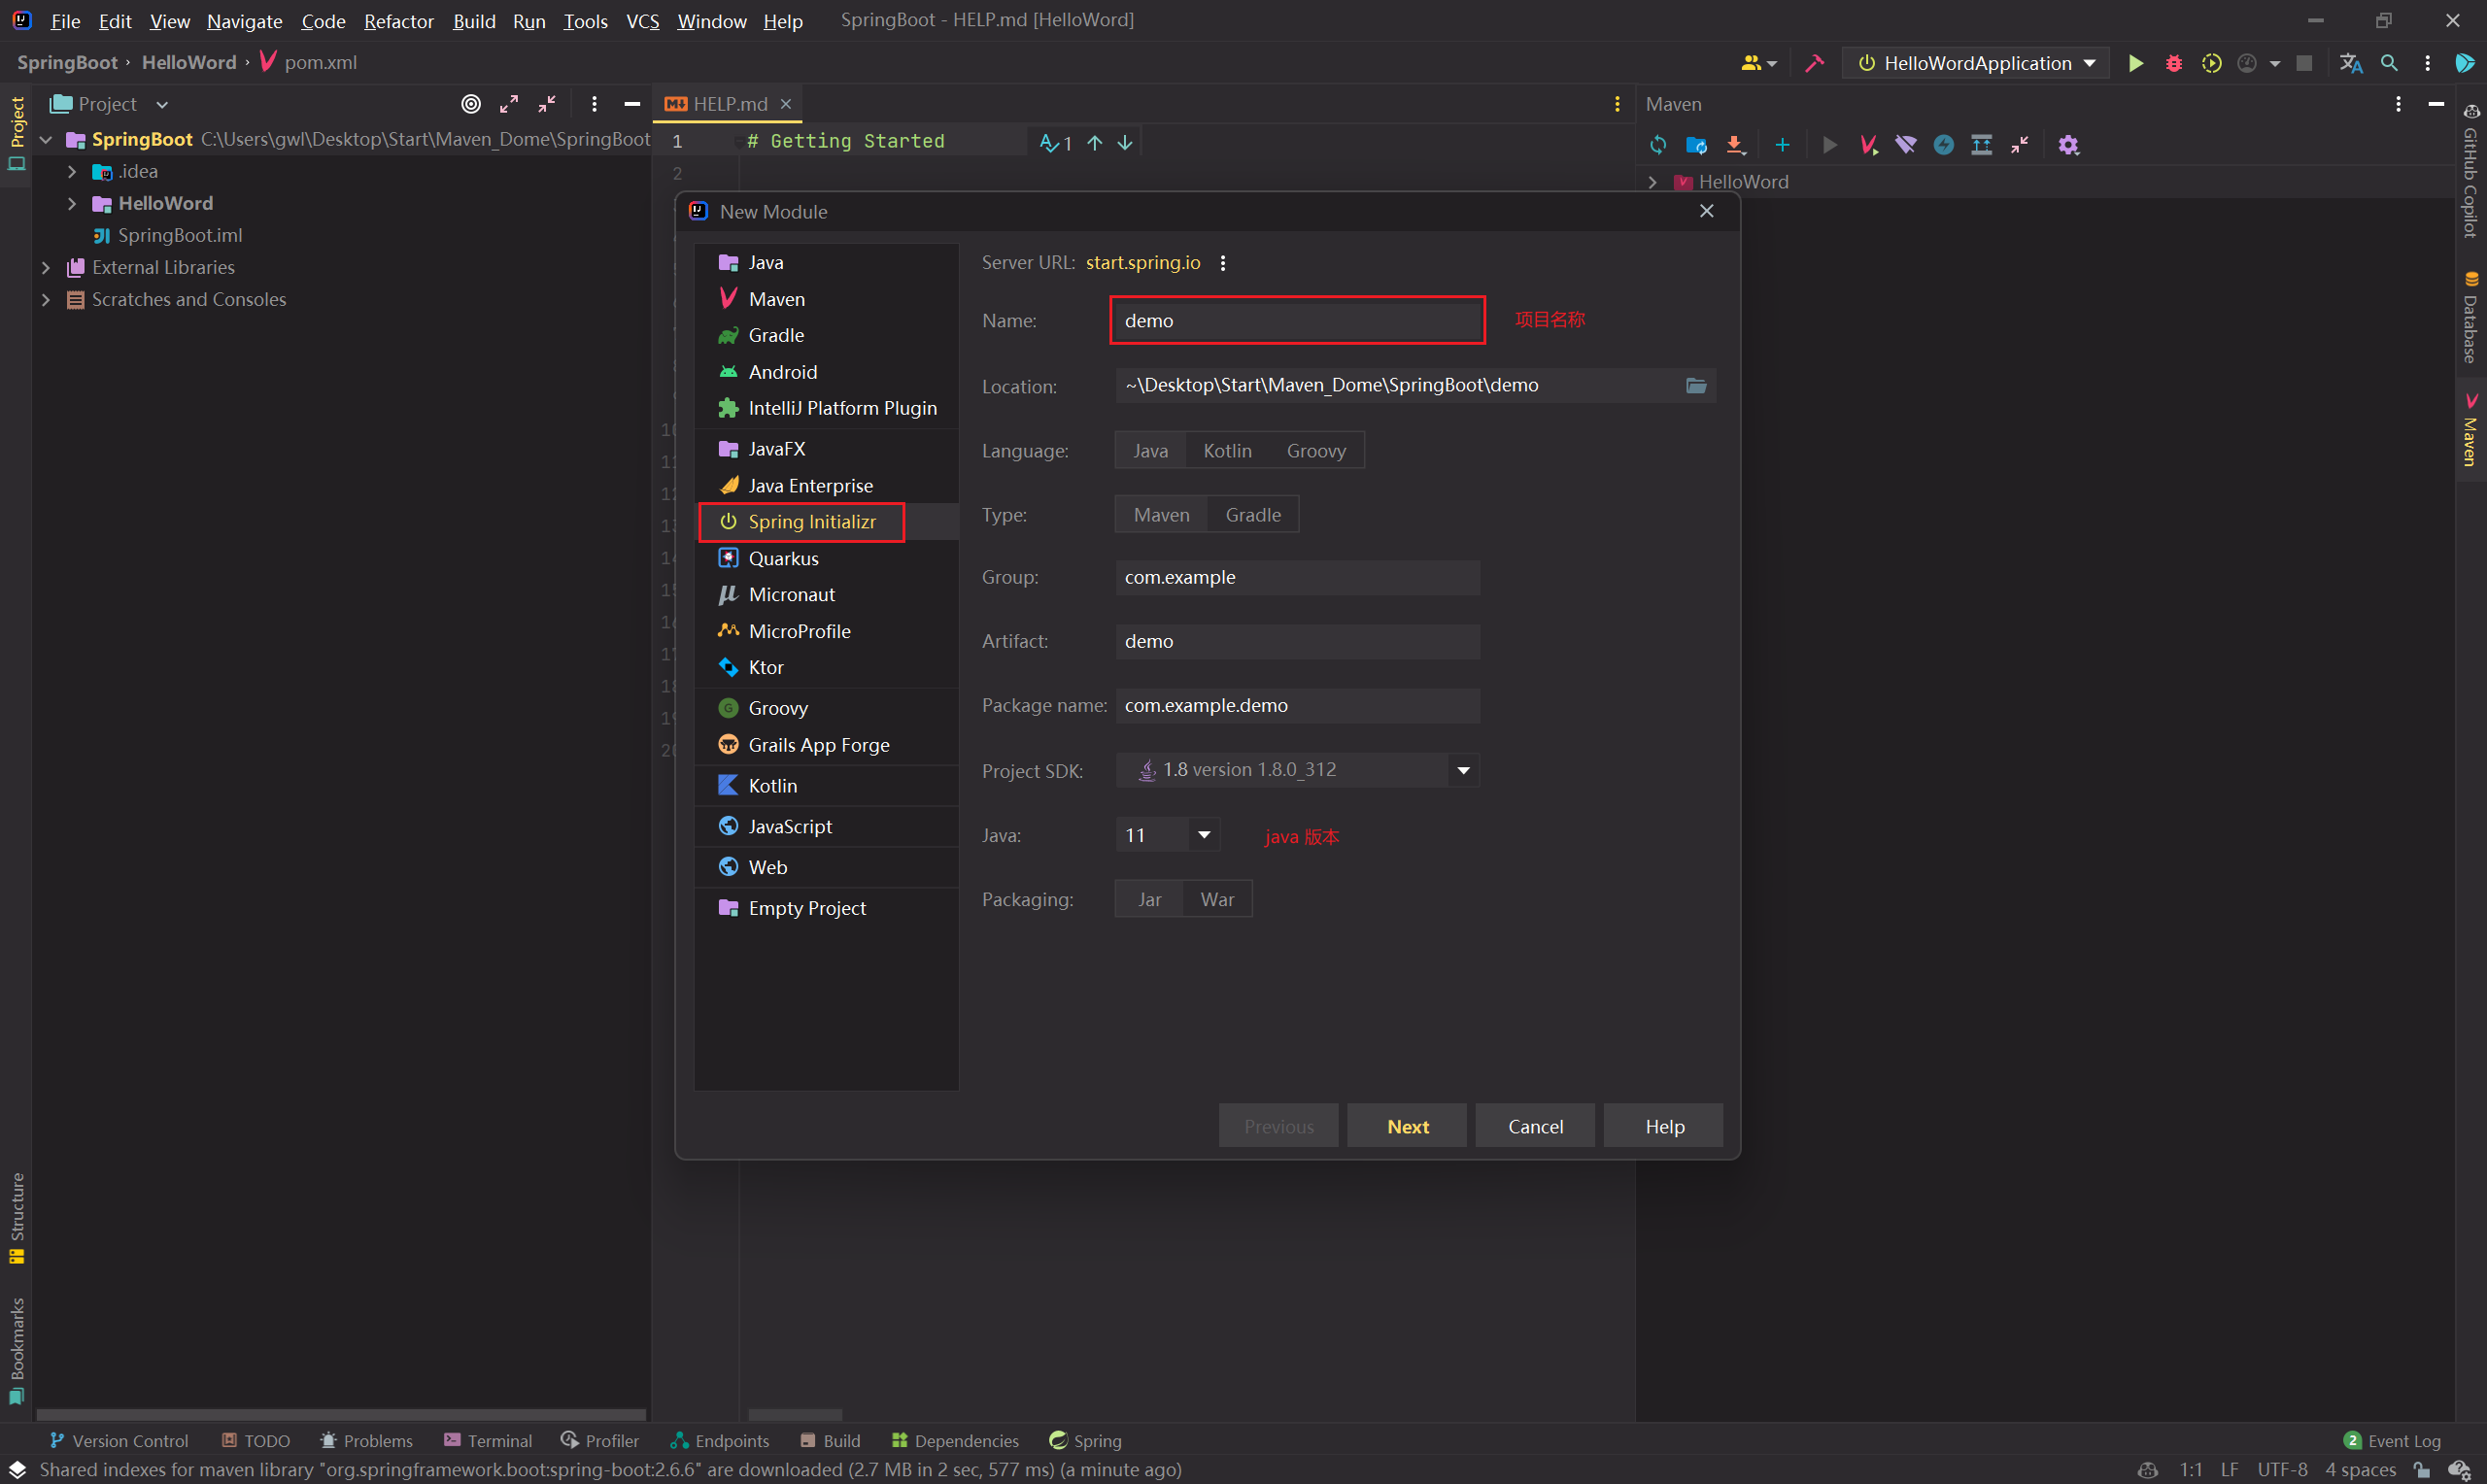 File Edit View Navigate Code Refactor Build Run Tools VCS Window Help SpringBoot - HELP.md [HelloWord]
SpringBoot › HelloWord › pom.xml
HelloWordApplication
Project
HELP.md
Maven
SpringBoot C:\Users\gwl\Desktop\Start\Maven_Dome\SpringBoot
.idea
HelloWord
SpringBoot.iml
External Libraries
Scratches and Consoles
1 # Getting Started
1
2
HelloWord
New Module
Java
Maven
Gradle
Android
IntelliJ Platform Plugin
JavaFX
Java Enterprise
Spring Initializr
Quarkus
Micronaut
MicroProfile
Ktor
Groovy
Grails App Forge
Kotlin
JavaScript
Web
Empty Project
Server URL: start.spring.io
Name: demo 项目名称
Location: ~\Desktop\Start\Maven_Dome\SpringBoot\demo
Language: Java Kotlin Groovy
Type: Maven Gradle
Group: com.example
Artifact: demo
Package name: com.example.demo
Project SDK: 1.8 version 1.8.0_312
Java: 11 java 版本
Packaging: Jar War
Previous Next Cancel Help
Project
Structure
Bookmarks
GitHub Copilot
Database
Maven
Version Control TODO Problems Terminal Profiler Endpoints Build Dependencies Spring 2 Event Log
Shared indexes for maven library "org.springframework.boot:spring-boot:2.6.6" are downloaded (2.7 MB in 2 sec, 577 ms) (a minute ago) 1:1 LF UTF-8 4 spaces